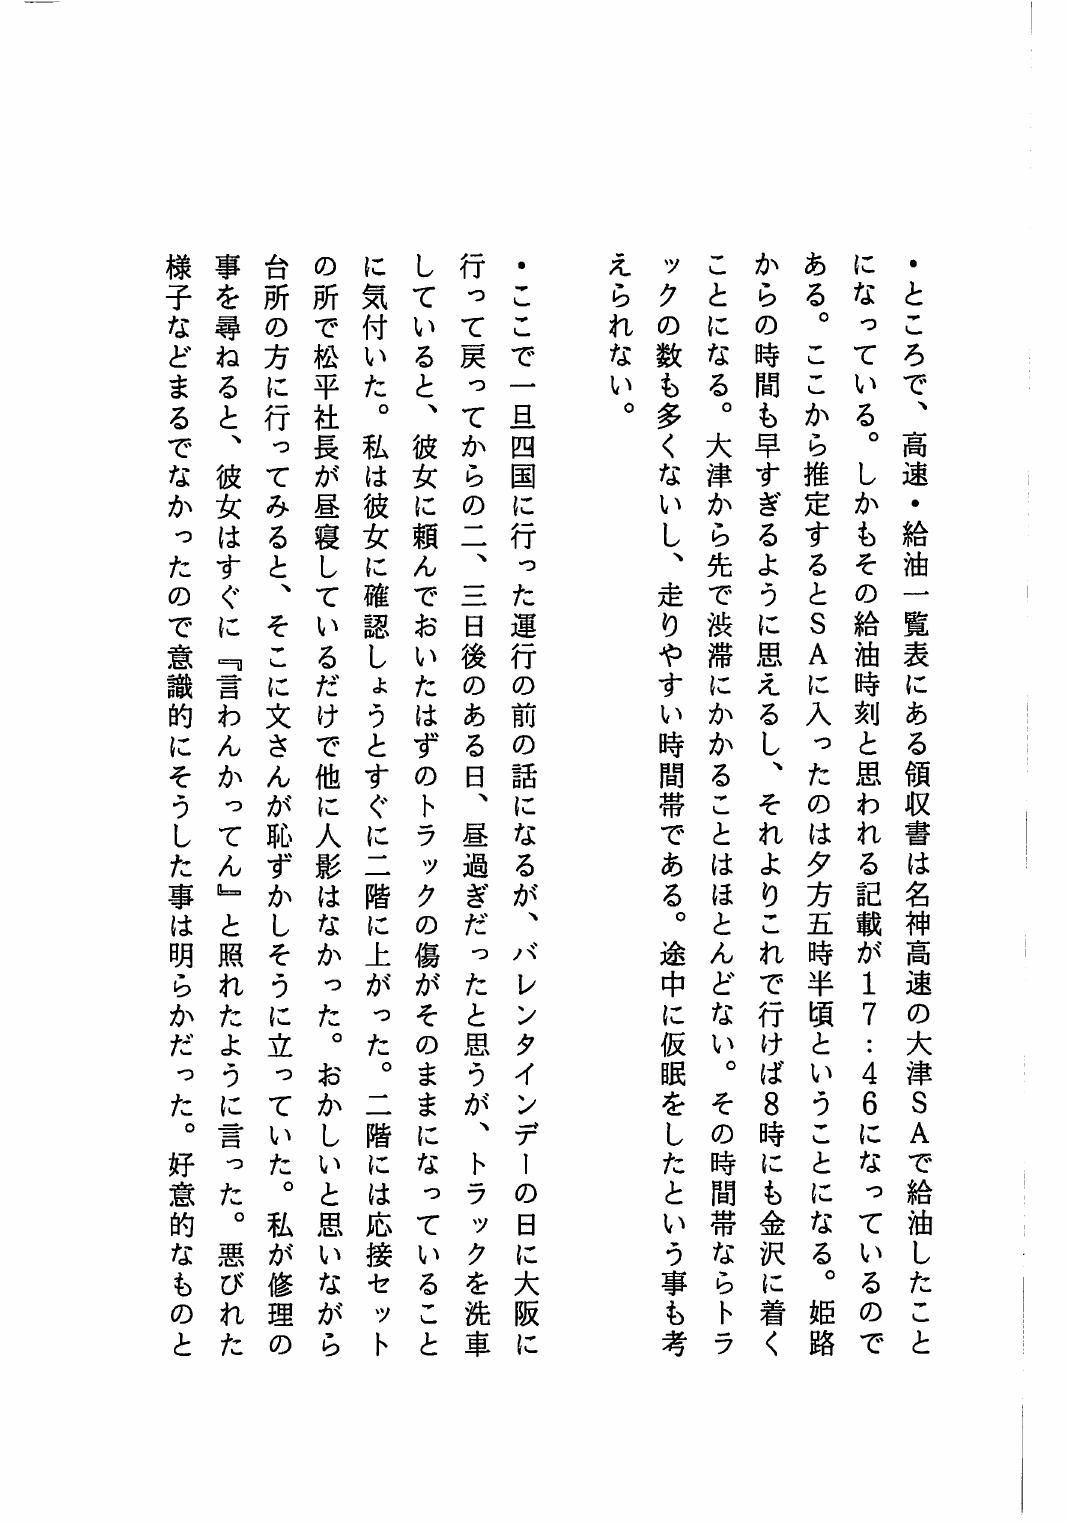 ・ところで、高速・給油一覧表にある領収書は名神高速の大津ＳＡで給油したこと
になっている。しかもその給油時刻と思われる記載が１７：４６になっているので
ある。ここから推定するとＳＡに入ったのは夕方五時半頃ということになる。姫路
からの時間も早すぎるように思えるし、それよりこれで行けば８時にも金沢に着く
ことになる。大津から先で渋滞にかかることはほとんどない。その時間帯ならトラ
ックの数も多くないし、走りやすい時間帯である。途中に仮眠をしたという事も考
えられない。
・ここで一旦四国に行った運行の前の話になるが、バレンタインデーの日に大阪に
行って戻ってからの二、三日後のある日、昼過ぎだったと思うが、トラックを洗車
していると、彼女に頼んでおいたはずのトラックの傷がそのままになっていること
に気付いた。私は彼女に確認しょうとすぐに二階に上がった。二階には応接セット
の所で松平社長が昼寝しているだけで他に人影はなかった。おかしいと思いながら
台所の方に行ってみると、そこに文さんが恥ずかしそうに立っていた。私が修理の
事を尋ねると、彼女はすぐに『言わんかってん』と照れたように言った。悪びれた
様子などまるでなかったので意識的にそうした事は明らかだった。好意的なものと